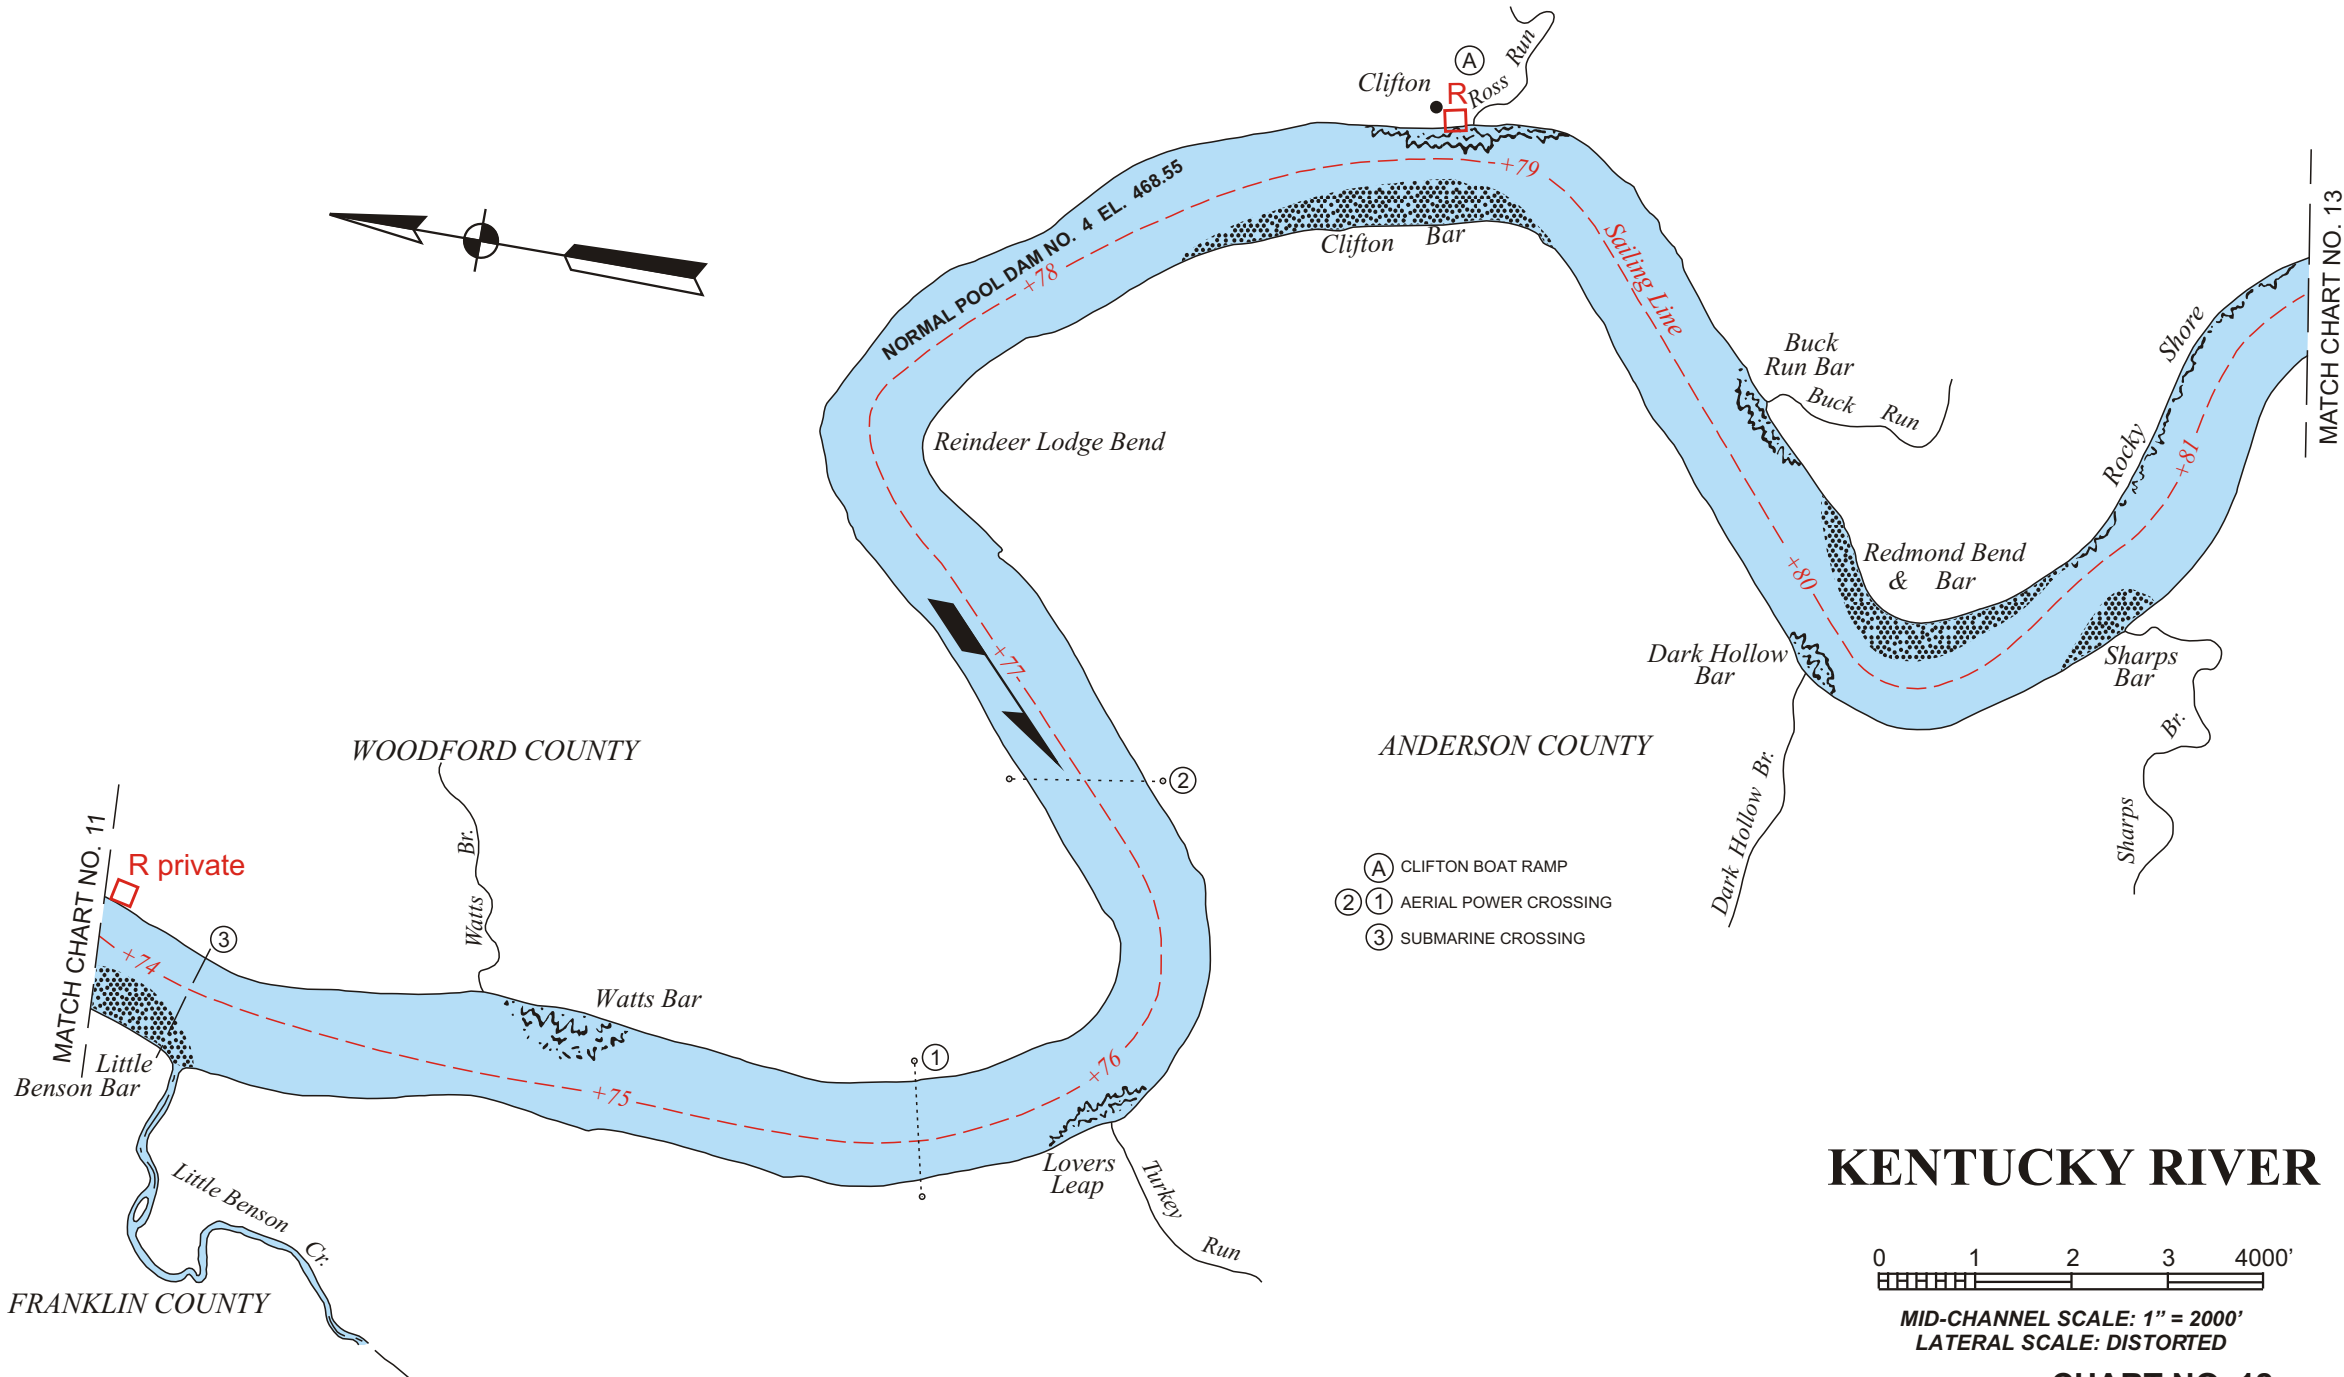 A
Clifton
R
Ross Run
+79
Clifton Bar
NORMAL POOL DAM NO. 4 EL. 468.55
+78
Sailing Line
Buck
Run Bar
Buck Run
Rocky Shore
+81
MATCH CHART NO. 13
Reindeer Lodge Bend
Redmond Bend
& Bar
+80
Dark Hollow
Bar
Dark Hollow Br.
Sharps
Bar
Sharps Br.
+77
2
WOODFORD COUNTY
ANDERSON COUNTY
Watts Br.
MATCH CHART NO. 11
R private
3
+74
Watts Bar
Little
Benson Bar
+75
1
+76
Lovers
Leap
Turkey Run
Little Benson Cr.
FRANKLIN COUNTY
A CLIFTON BOAT RAMP
2 1 AERIAL POWER CROSSING
3 SUBMARINE CROSSING
KENTUCKY RIVER
0 1 2 3 4000’
MID-CHANNEL SCALE: 1” = 2000’
LATERAL SCALE: DISTORTED
CHART NO.